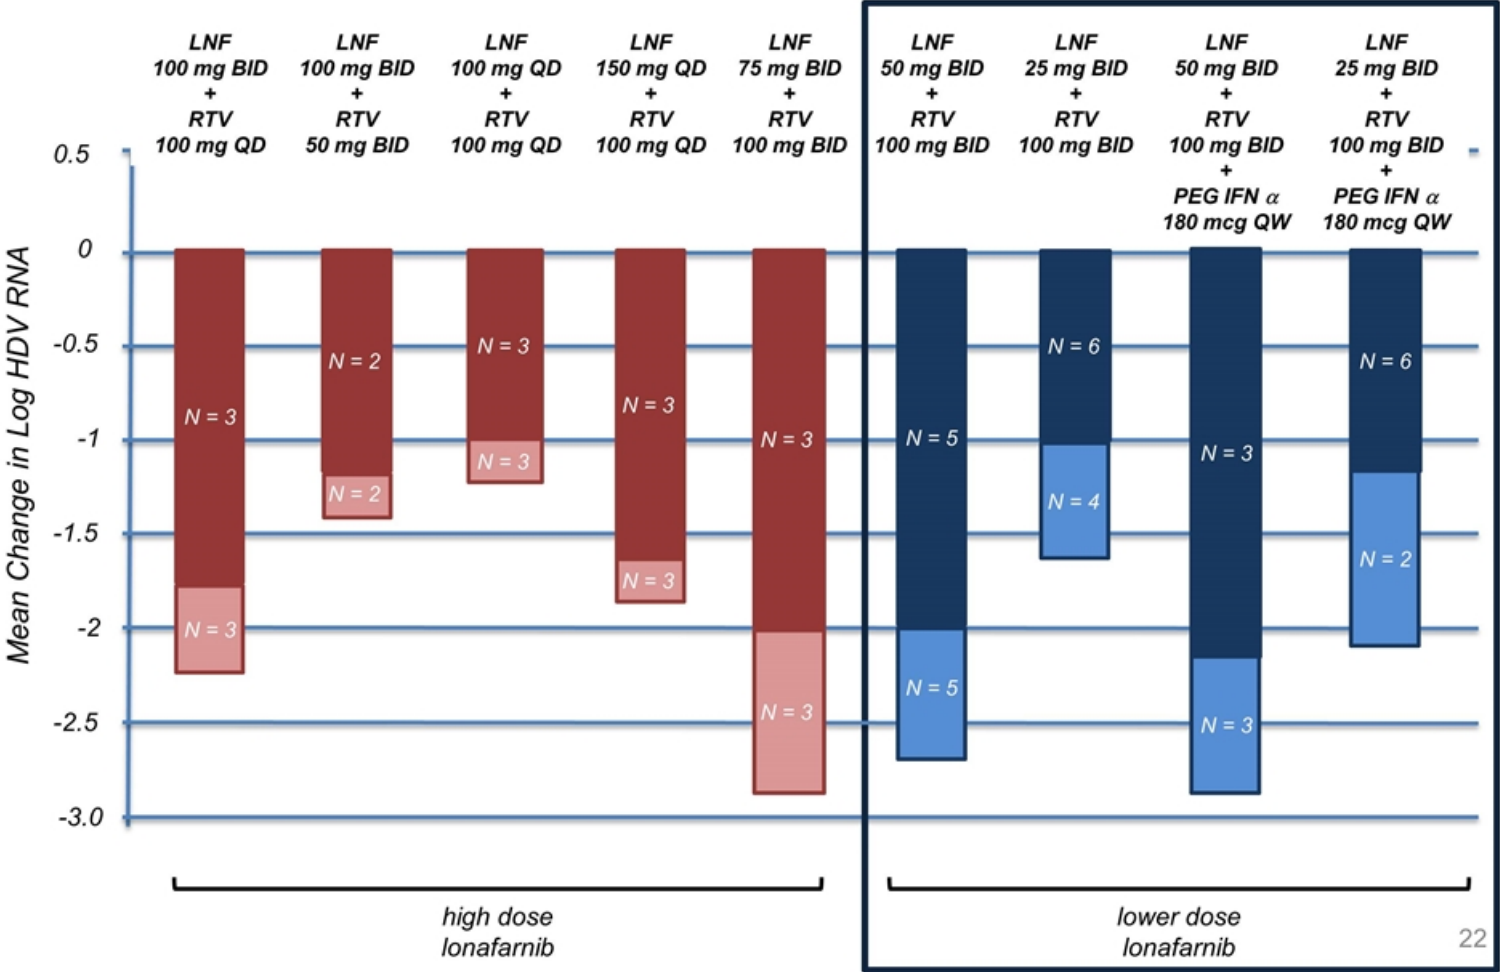 LNF
100 mg BID
+
RTV
100 mg QD
LNF
100 mg BID
+
RTV
50 mg BID
LNF
100 mg QD
+
RTV
100 mg QD
LNF
150 mg QD
+
RTV
100 mg QD
LNF
75 mg BID
+
RTV
100 mg BID
LNF
50 mg BID
+
RTV
100 mg BID
LNF
25 mg BID
+
RTV
100 mg BID
LNF
50 mg BID
+
RTV
100 mg BID
+
PEG IFN α
180 mcg QW
LNF
25 mg BID
+
RTV
100 mg BID
+
PEG IFN α
180 mcg QW
Mean Change in Log HDV RNA
0.5
0
-0.5
-1
-1.5
-2
-2.5
-3.0
N = 3
N = 3
N = 2
N = 2
N = 3
N = 3
N = 3
N = 3
N = 3
N = 3
N = 5
N = 5
N = 6
N = 4
N = 3
N = 3
N = 6
N = 2
high dose
lonafarnib
lower dose
lonafarnib
22